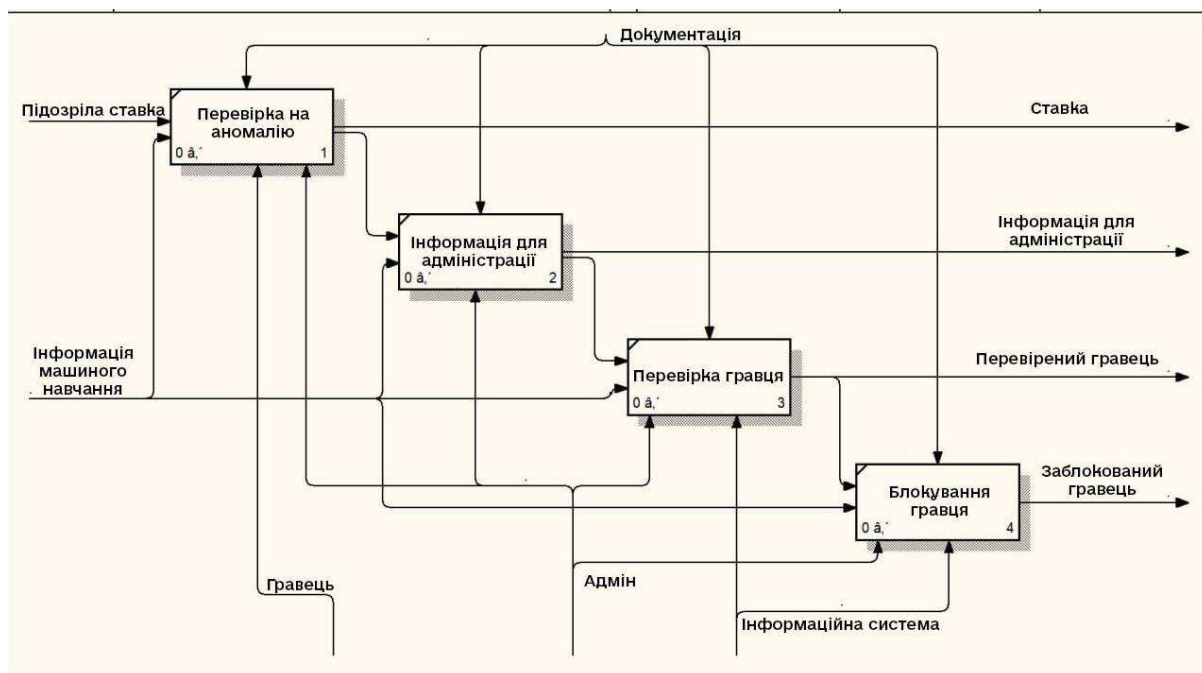 Документація
Підозріла ставка
Перевірка на
аномалію
0 â‚´
1
Ставка
Інформація для
адміністрації
0 â‚´
2
Інформація для
адміністрації
Інформація
машиного
навчання
Перевірка гравця
0 â‚´
3
Перевірений гравець
Блокування
гравця
0 â‚´
4
Заблокований
гравець
Гравець
Адмін
Інформаційна система